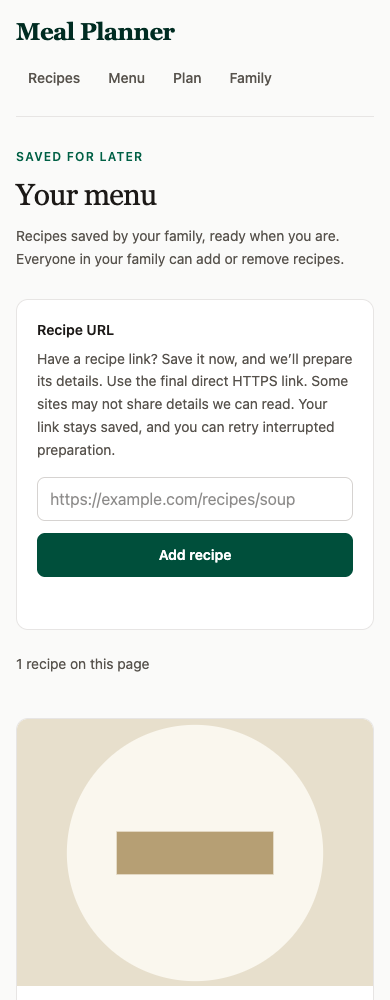 Meal Planner
Recipes Menu Plan Family
SAVED FOR LATER
Your menu
Recipes saved by your family, ready when you are.
Everyone in your family can add or remove recipes.
Recipe URL
Have a recipe link? Save it now, and we’ll prepare
its details. Use the final direct HTTPS link. Some
sites may not share details we can read. Your
link stays saved, and you can retry interrupted
preparation.
https://example.com/recipes/soup
Add recipe
1 recipe on this page